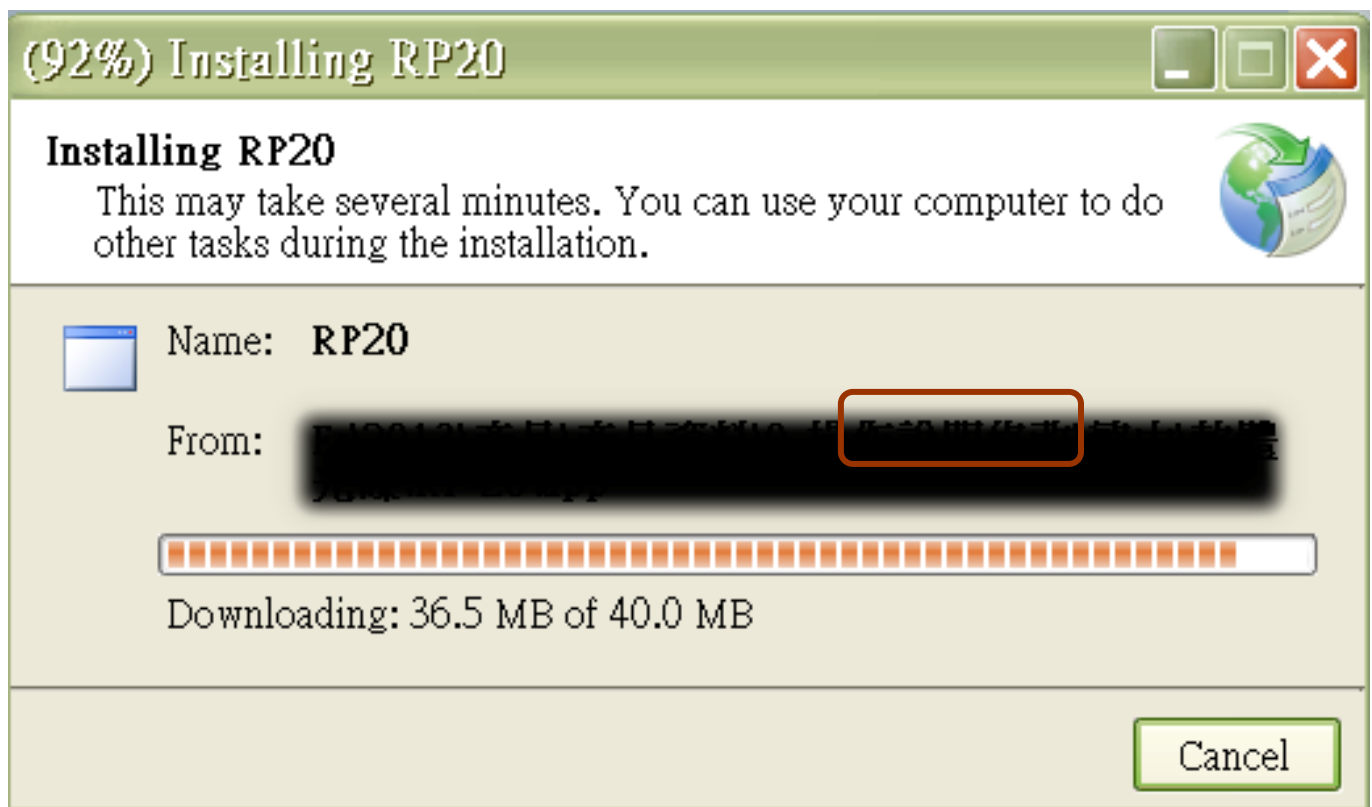 (92%) Installing RP20
Installing RP20
This may take several minutes. You can use your computer to do
other tasks during the installation.
Name: RP20
From:
Downloading: 36.5 MB of 40.0 MB
Cancel